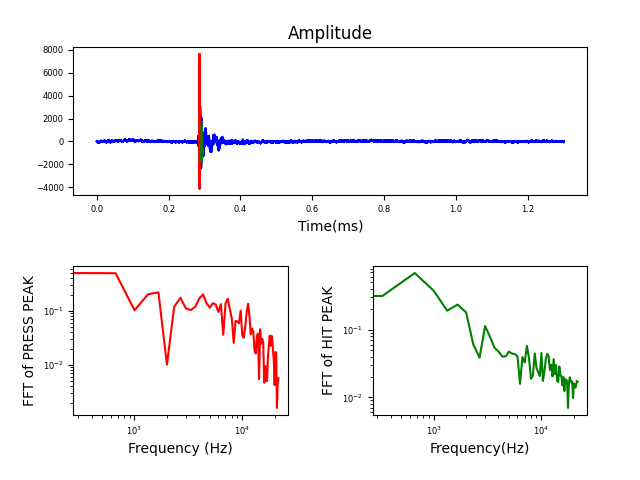 Amplitude
8000
6000
4000
2000
0
−2000
−4000
0.0 0.2 0.4 0.6 0.8 1.0 1.2
Time(ms)
FFT of PRESS PEAK
10⁻¹
10⁻²
10³ 10⁴
Frequency (Hz)
FFT of HIT PEAK
10⁻¹
10⁻²
10³ 10⁴
Frequency(Hz)